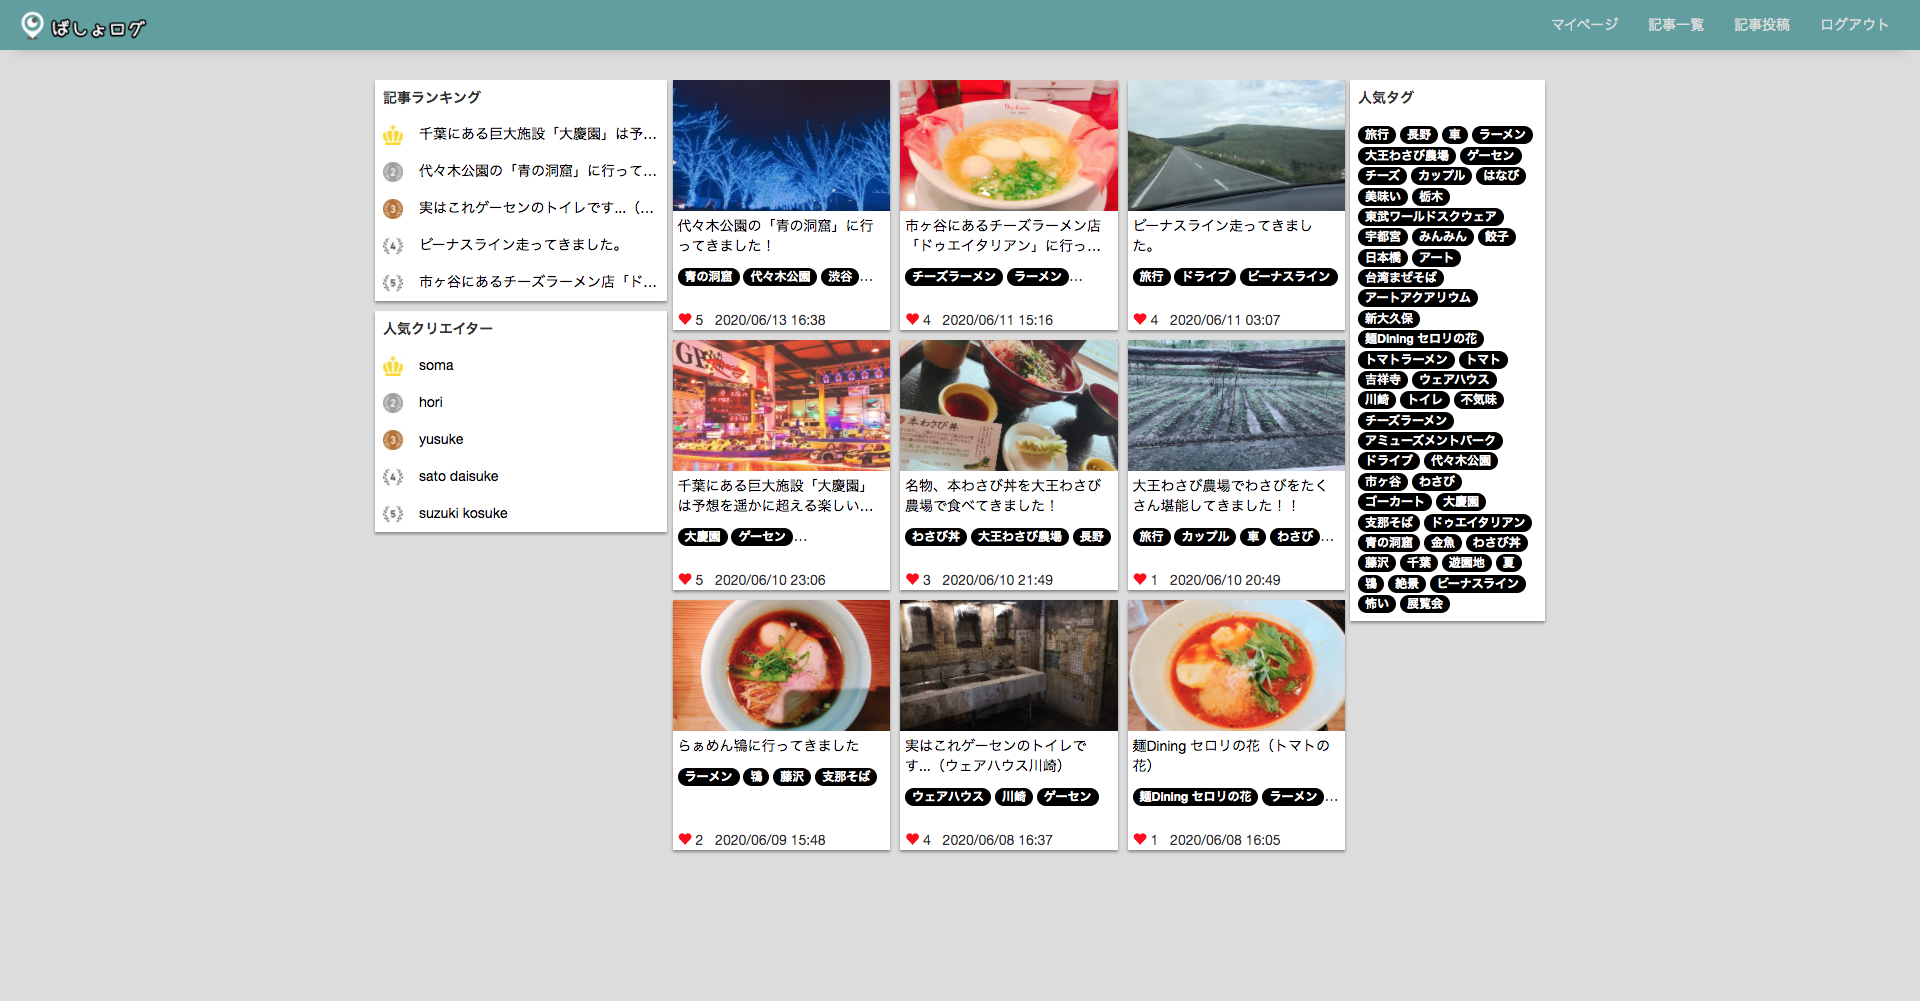 ばしょログ
マイページ 記事一覧 記事投稿 ログアウト
記事ランキング
千葉にある巨大施設「大慶園」は予...
2 代々木公園の「青の洞窟」に行って...
3 実はこれゲーセンのトイレです...（...
4 ビーナスライン走ってきました。
5 市ヶ谷にあるチーズラーメン店「ド...
人気クリエイター
soma
2 hori
3 yusuke
4 sato daisuke
5 suzuki kosuke
代々木公園の「青の洞窟」に行
ってきました！
青の洞窟 代々木公園 渋谷...
5 2020/06/13 16:38
市ヶ谷にあるチーズラーメン店
「ドゥエイタリアン」に行っ...
チーズラーメン ラーメン...
4 2020/06/11 15:16
ビーナスライン走ってきまし
た。
旅行 ドライブ ビーナスライン
4 2020/06/11 03:07
千葉にある巨大施設「大慶園」
は予想を遥かに超える楽しい...
大慶園 ゲーセン...
5 2020/06/10 23:06
本わさび丼
名物、本わさび丼を大王わさび
農場で食べてきました！
わさび丼 大王わさび農場 長野
3 2020/06/10 21:49
大王わさび農場でわさびをたく
さん堪能してきました！！
旅行 カップル 車 わさび...
1 2020/06/10 20:49
らぁめん鴇に行ってきました
ラーメン 鴇 藤沢 支那そば
2 2020/06/09 15:48
実はこれゲーセンのトイレで
す...（ウェアハウス川崎）
ウェアハウス 川崎 ゲーセン
4 2020/06/08 16:37
麺Dining セロリの花（トマトの
花）
麺Dining セロリの花 ラーメン...
1 2020/06/08 16:05
人気タグ
旅行 長野 車 ラーメン
大王わさび農場 ゲーセン
チーズ カップル はなび
美味い 栃木
東武ワールドスクウェア
宇都宮 みんみん 餃子
日本橋 アート
台湾まぜそば
アートアクアリウム
新大久保
麺Dining セロリの花
トマトラーメン トマト
吉祥寺 ウェアハウス
川崎 トイレ 不気味
チーズラーメン
アミューズメントパーク
ドライブ 代々木公園
市ヶ谷 わさび
ゴーカート 大慶園
支那そば ドゥエイタリアン
青の洞窟 金魚 わさび丼
藤沢 千葉 遊園地 夏
鴇 絶景 ビーナスライン
怖い 展覧会